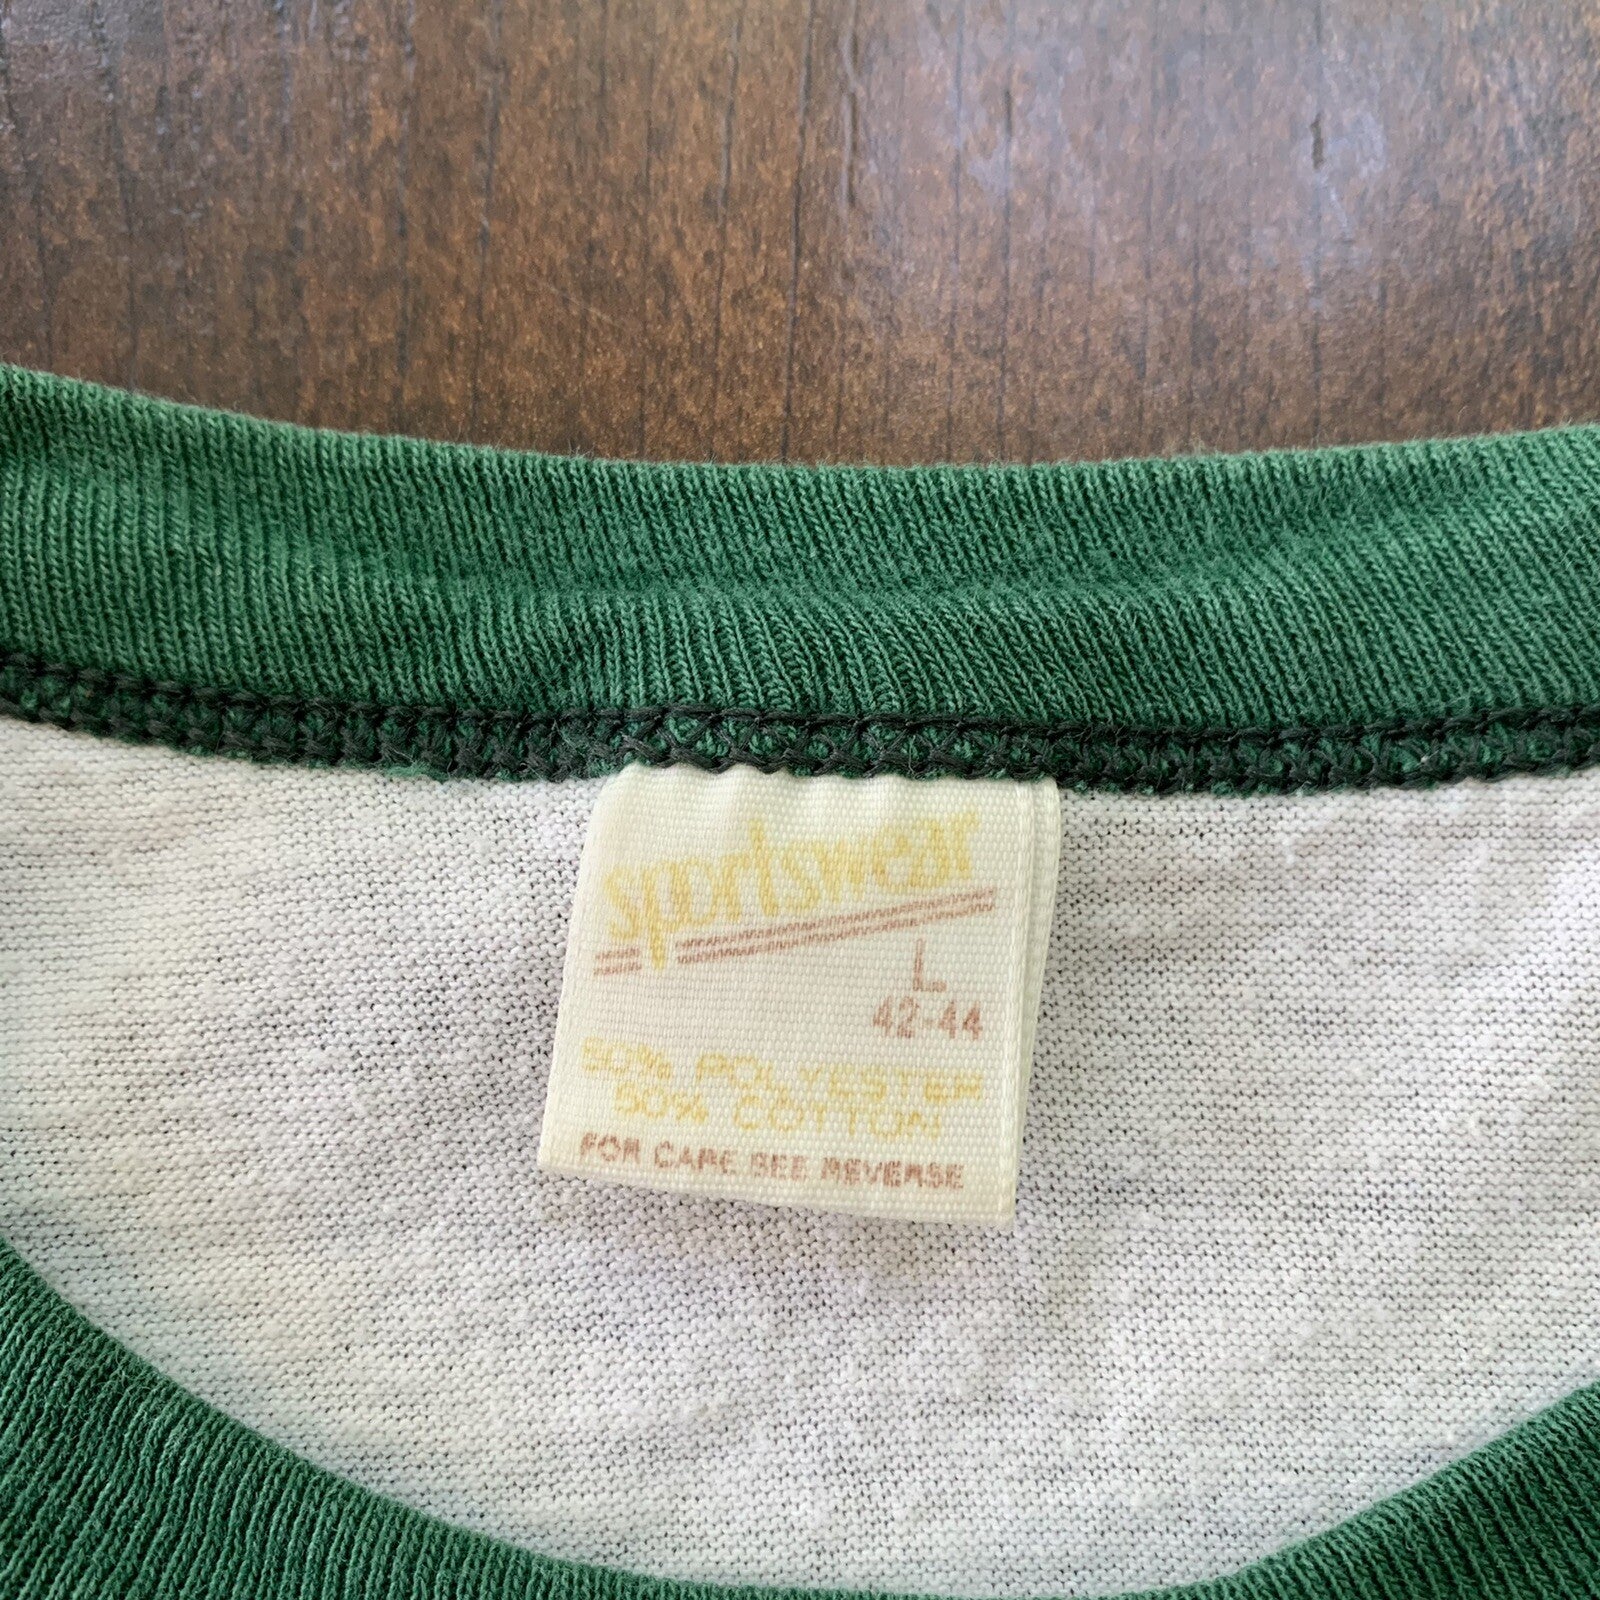 sportswear
L
42-44
50% POLYESTER
50% COTTON
FOR CARE SEE REVERSE